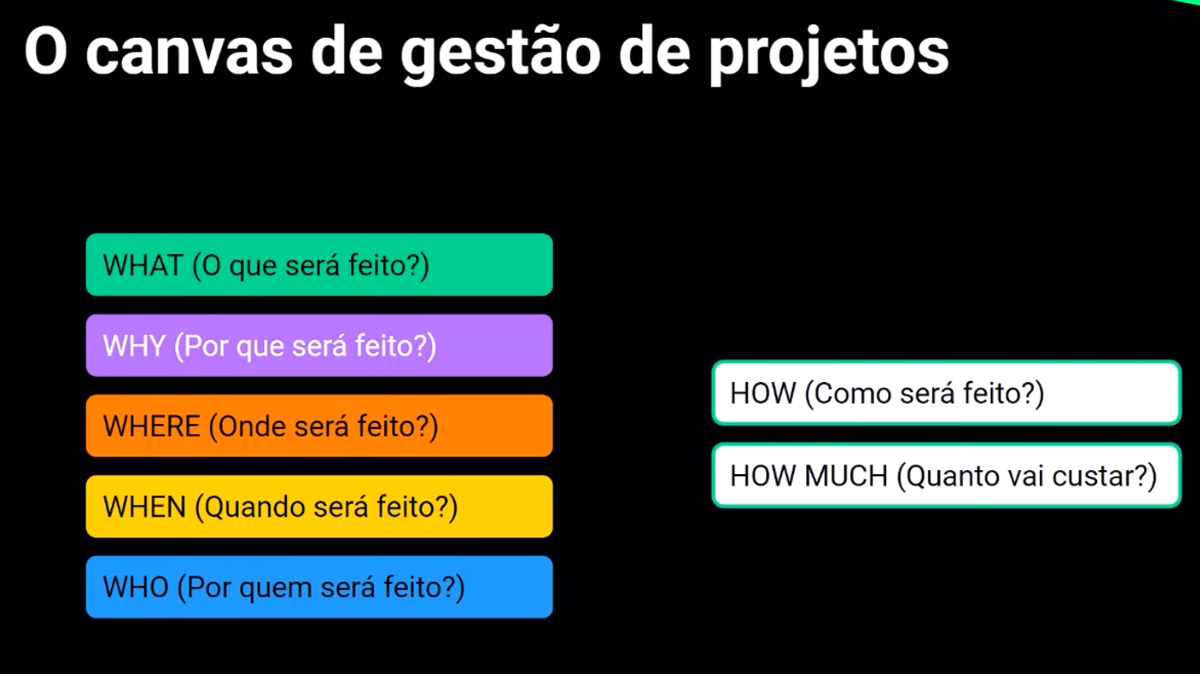 O canvas de gestão de projetos
WHAT (O que será feito?)
WHY (Por que será feito?)
WHERE (Onde será feito?)
WHEN (Quando será feito?)
WHO (Por quem será feito?)
HOW (Como será feito?)
HOW MUCH (Quanto vai custar?)